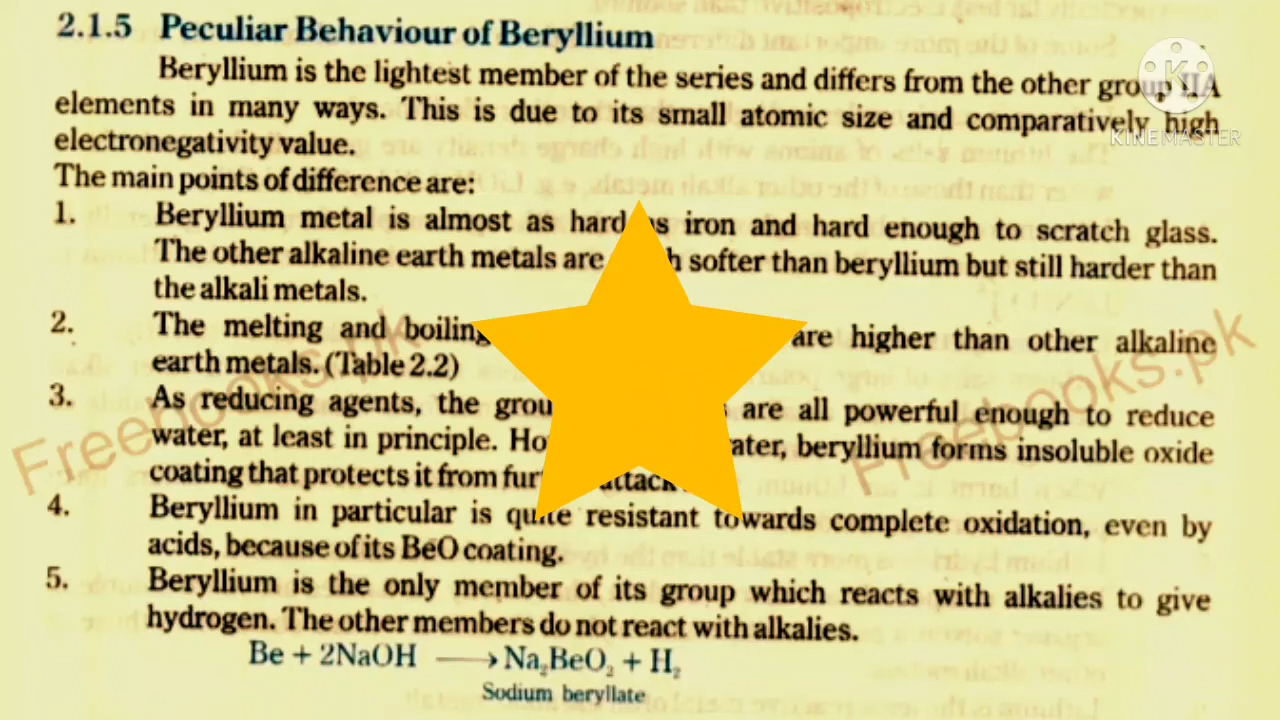 2.1.5 Peculiar Behaviour of Beryllium
Beryllium is the lightest member of the series and differs from the other group IIA
KINEMASTER
elements in many ways. This is due to its small atomic size and comparatively high
electronegativity value.
The main points of difference are:
1. Beryllium metal is almost as hard as iron and hard enough to scratch glass.
The other alkaline earth metals are softer than beryllium but still harder than
the alkali metals.
2. The melting and boiling are higher than other alkaline
earth metals. (Table 2.2)
3. As reducing agents, the are all powerful enough to reduce
water, at least in principle. beryllium forms insoluble oxide
coating that protects it from attack.
4. Beryllium in particular is quite resistant towards complete oxidation, even by
acids, because of its BeO coating.
5. Beryllium is the only member of its group which reacts with alkalies to give
hydrogen. The other members do not react with alkalies.
Be + 2NaOH ⟶ Na₂BeO₂ + H₂
Sodium beryllate
Freebooks.pk
Freebooks.pk